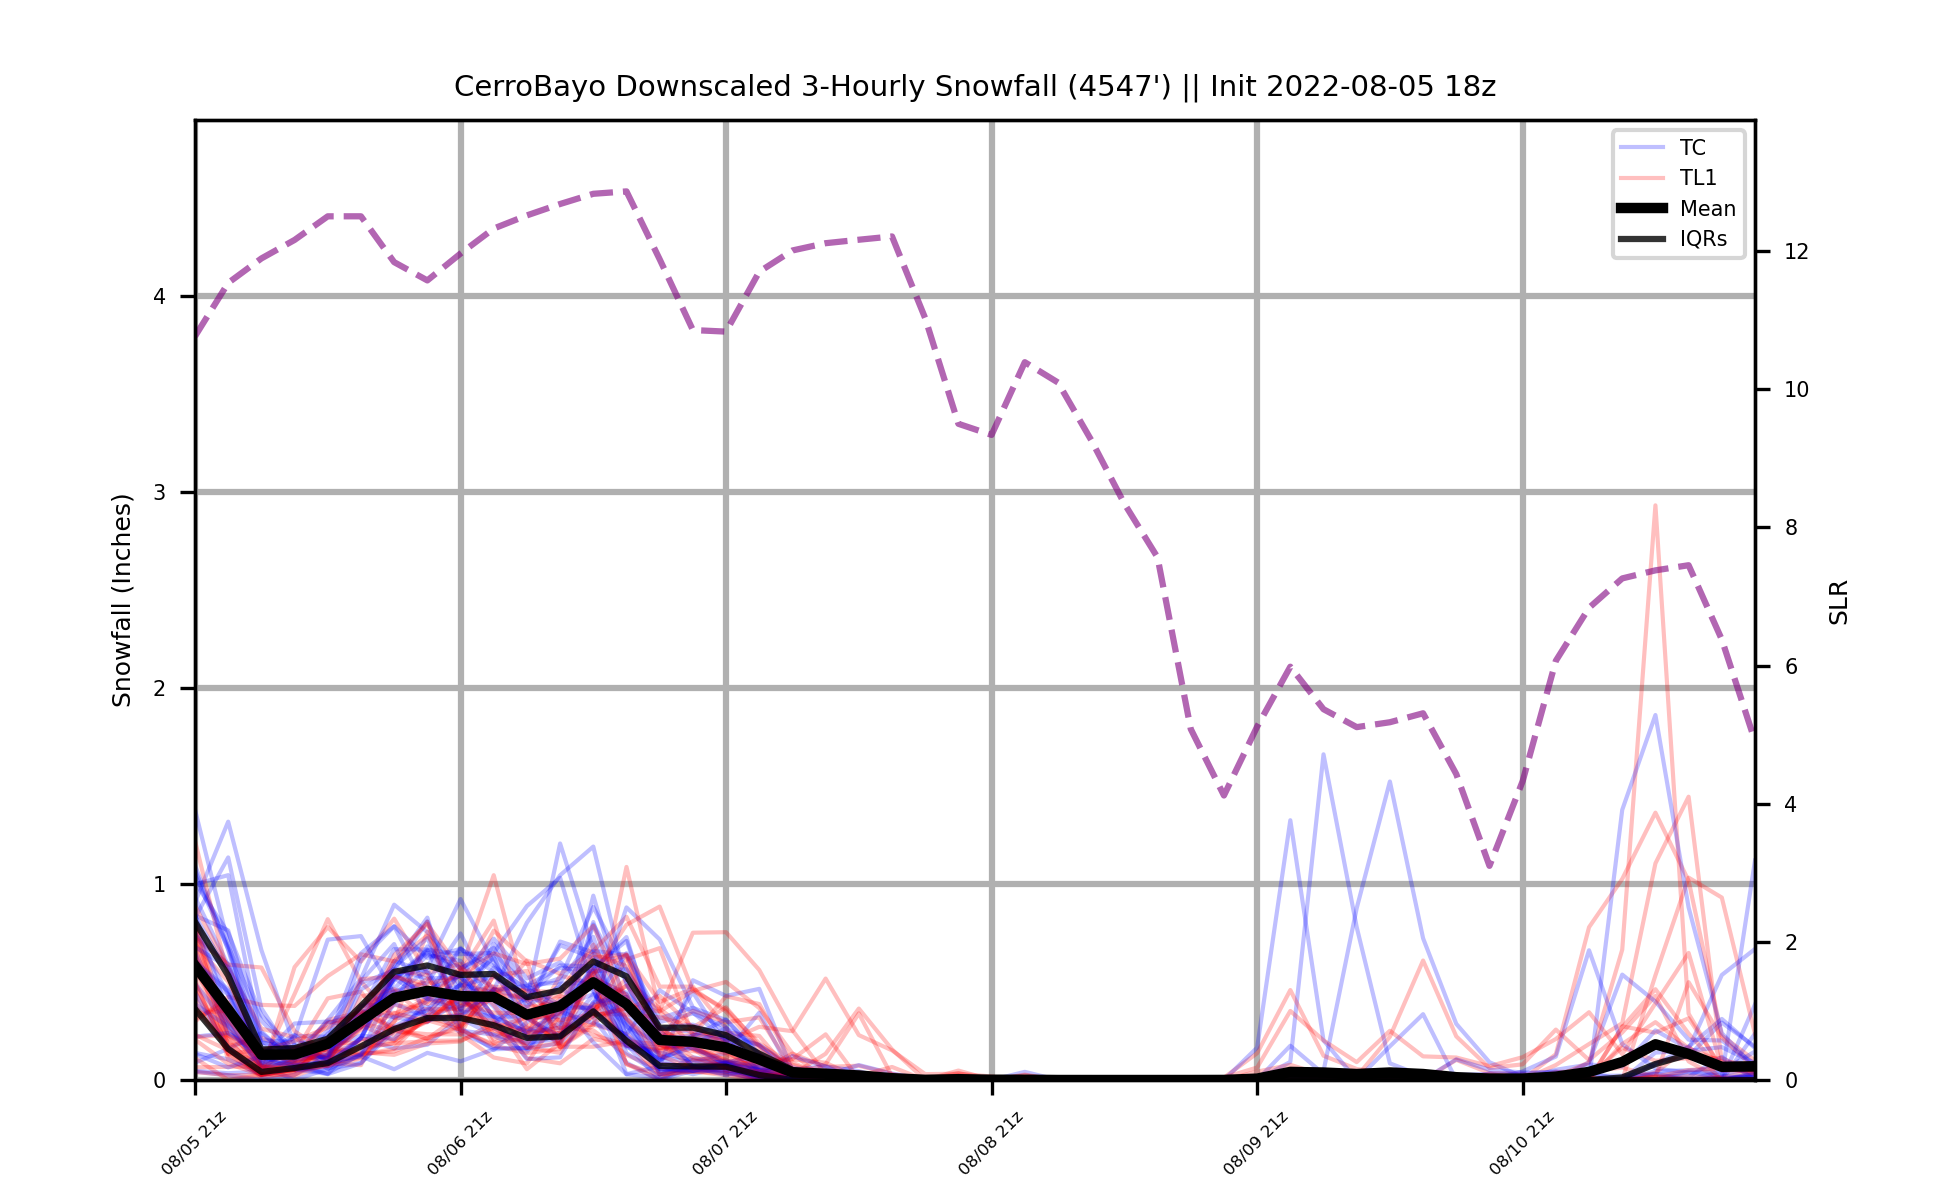 CerroBayo Downscaled 3-Hourly Snowfall (4547') || Init 2022-08-05 18z
TC
TL1
Mean
IQRs
Snowfall (Inches)
4
3
2
1
0
12
10
8
6
4
2
0
SLR
08/05 21z
08/06 21z
08/07 21z
08/08 21z
08/09 21z
08/10 21z